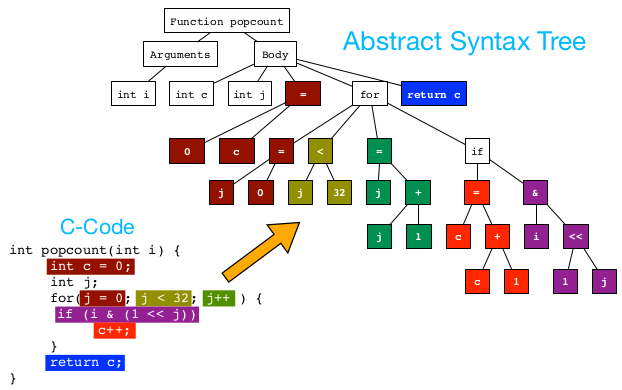 Function popcount
Abstract Syntax Tree
Arguments Body
int i int c int j = for return c
0 c = < = if
j 0 j 32 j + = &
j 1 c + i <<
c 1 1 j
C-Code
int popcount(int i) {
int c = 0;
int j;
for(j = 0; j < 32; j++ ) {
if (i & (1 << j))
c++;
}
return c;
}